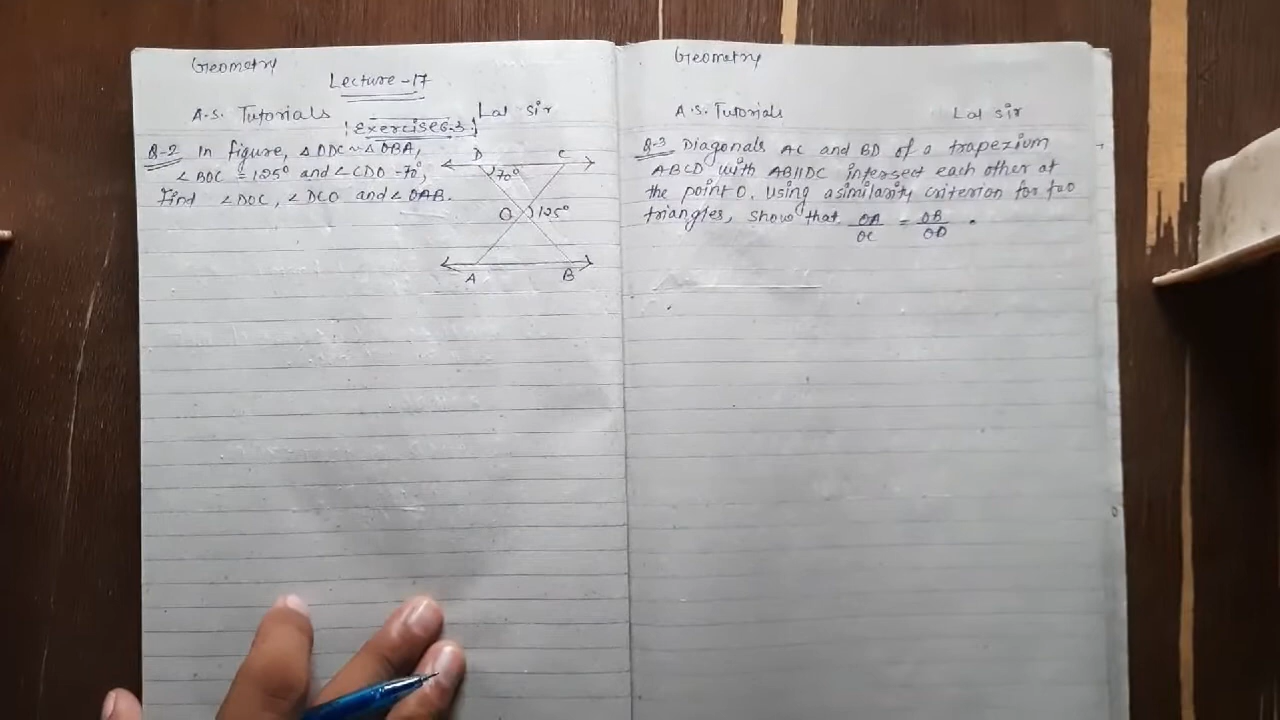 Geometry
Lecture-17
A.S. Tutorials Lal sir
Exercise 6.3
Q-2 In figure, △ODC ~ △OBA,
∠BOC = 125° and ∠CDO = 70°,
find ∠DOC, ∠DCO and ∠OAB.
D C
70°
O 125°
A B
Geometry
A.S. Tutorials Lal sir
Q-3 Diagonals AC and BD of a trapezium
ABCD with AB||DC intersect each other at
the point O. Using a similarity criterion for two
triangles, show that OA/OC = OB/OD .